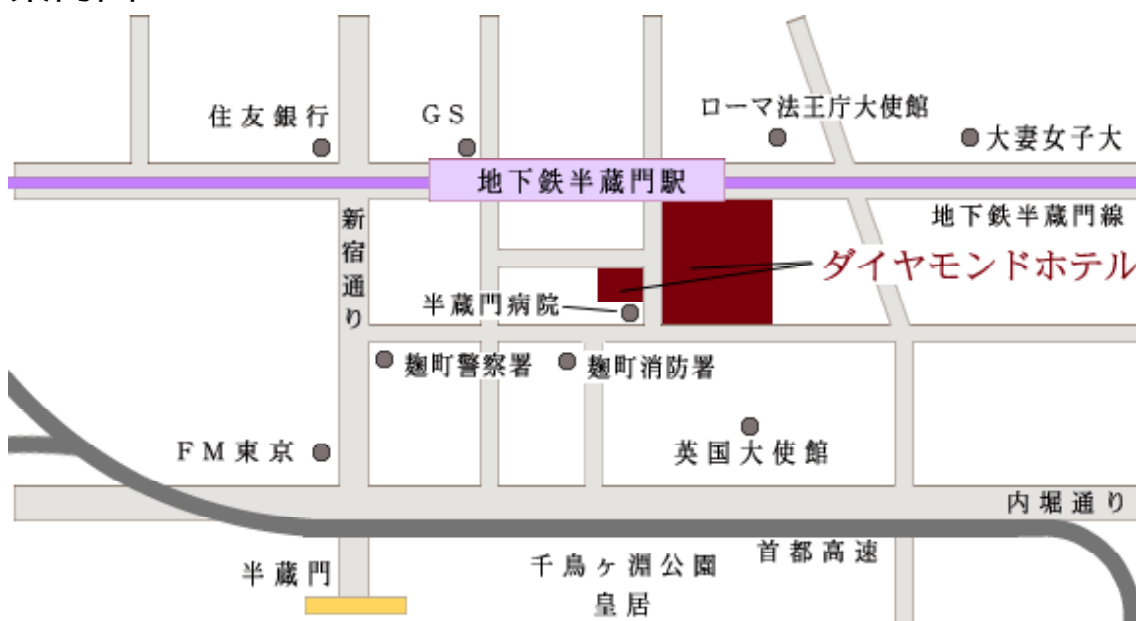 住友銀行
GS
ローマ法王庁大使館
大妻女子大
地下鉄半蔵門駅
新宿通り
地下鉄半蔵門線
ダイヤモンドホテル
半蔵門病院
麹町警察署
麹町消防署
FM東京
英国大使館
内堀通り
首都高速
半蔵門
千鳥ヶ淵公園
皇居